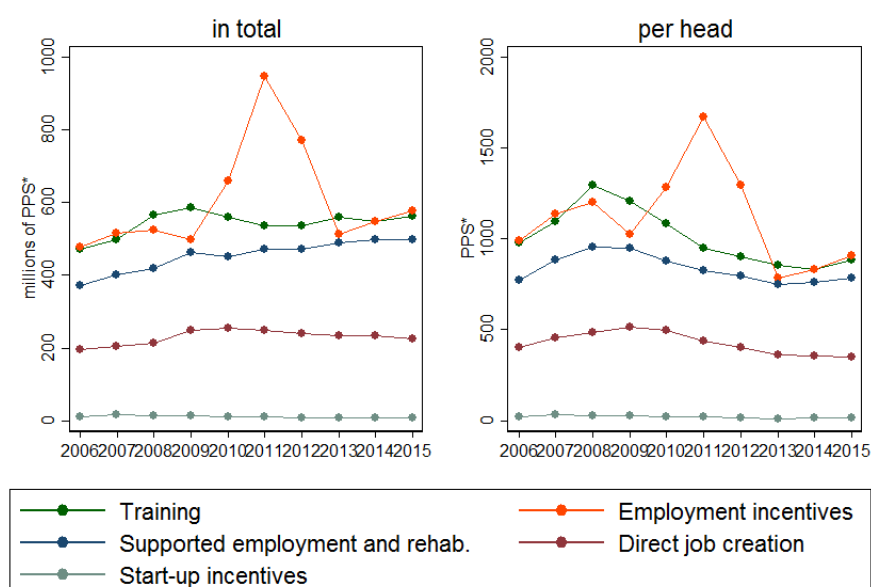 in total
per head
1000
800
600
400
200
0
millions of PPS*
2006 2007 2008 2009 2010 2011 2012 2013 2014 2015
2000
1500
1000
500
0
PPS*
2006 2007 2008 2009 2010 2011 2012 2013 2014 2015
Training
Employment incentives
Supported employment and rehab.
Direct job creation
Start-up incentives